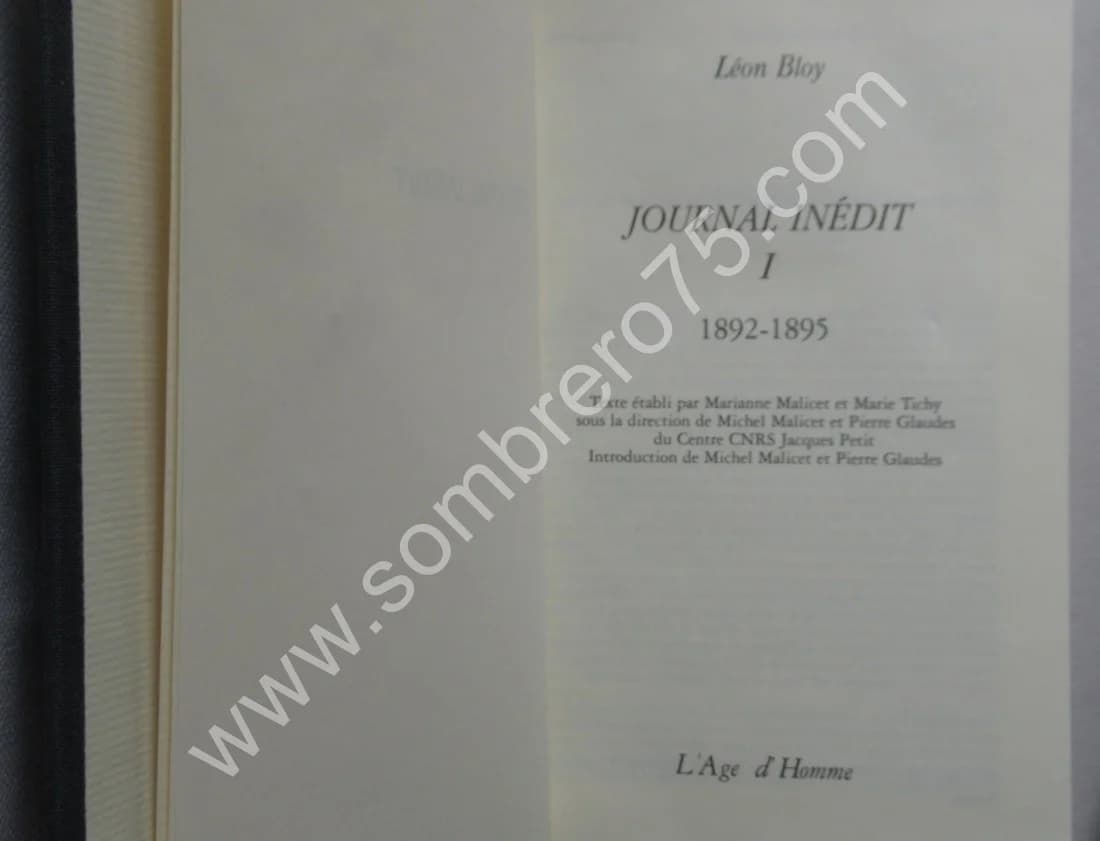 Léon Bloy
JOURNAL INÉDIT
I
1892-1895
Texte établi par Marianne Malicet et Marie Tichy
sous la direction de Michel Malicet et Pierre Glaudes
du Centre CNRS Jacques Petit
Introduction de Michel Malicet et Pierre Glaudes
L'Age d'Homme
www.sombrero75.com